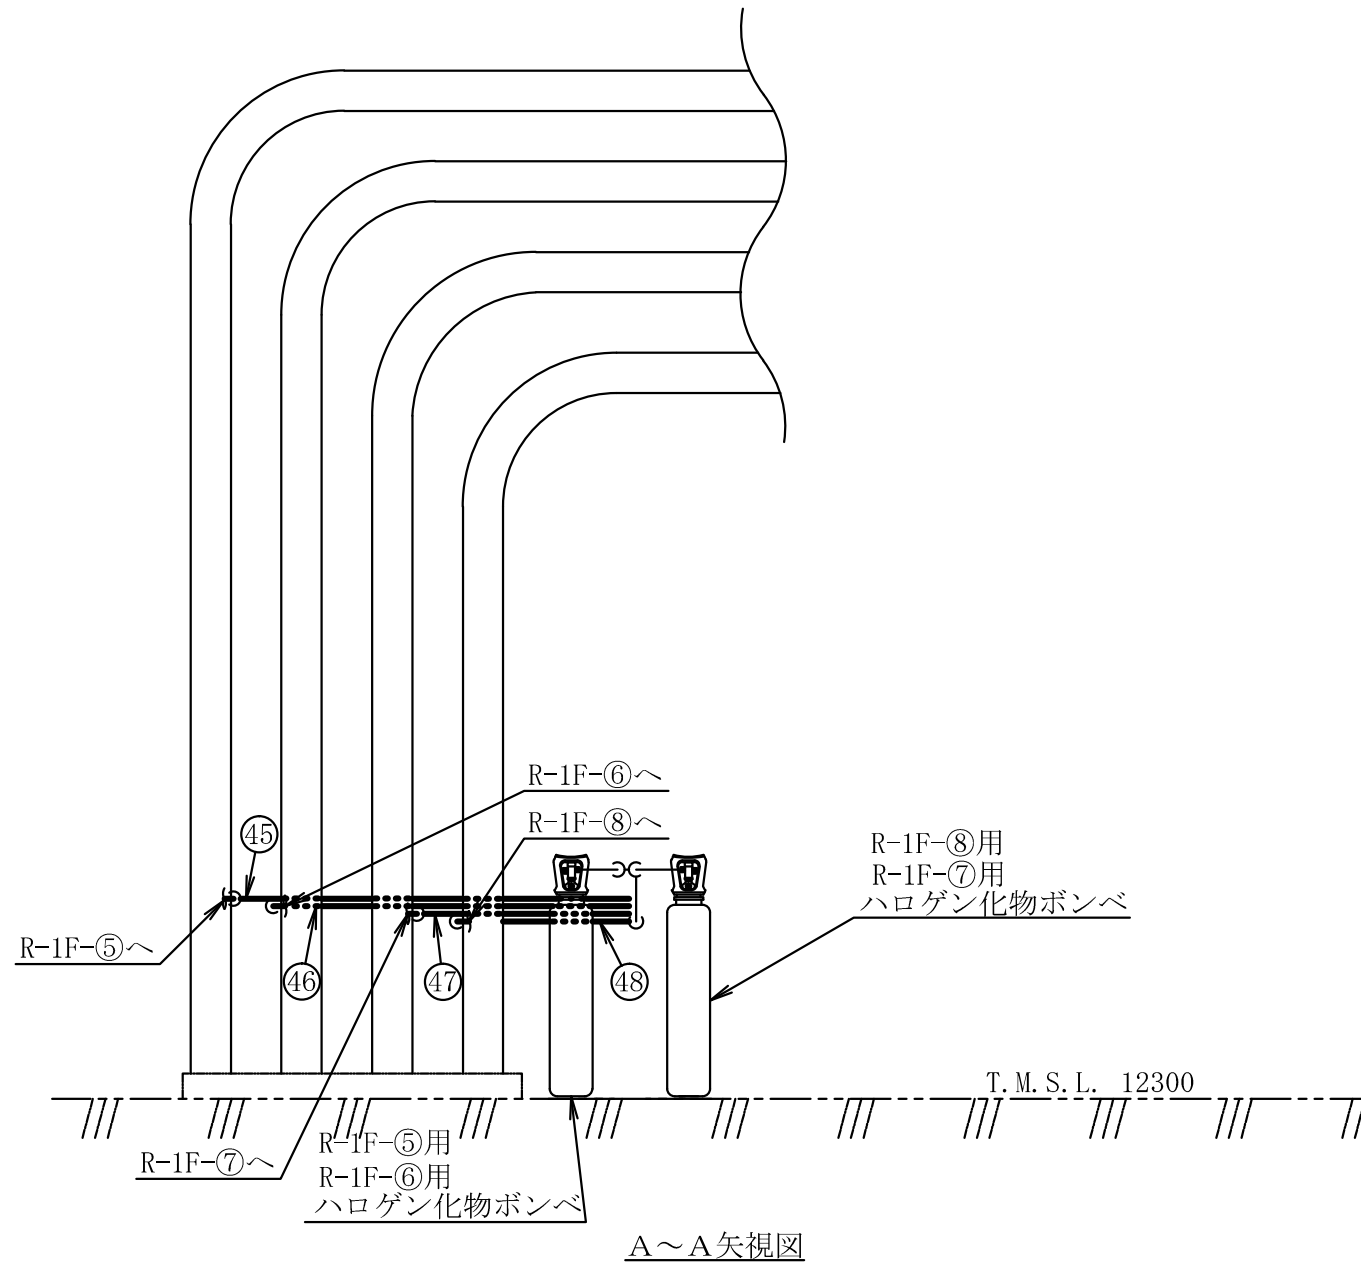 R-1F-⑥へ
R-1F-⑧へ
㊺
R-1F-⑧用
R-1F-⑦用
ハロゲン化物ボンベ
R-1F-⑤へ
㊻
㊼
㊽
T.M.S.L. 12300
R-1F-⑦へ
R-1F-⑤用
R-1F-⑥用
ハロゲン化物ボンベ
A～A矢視図